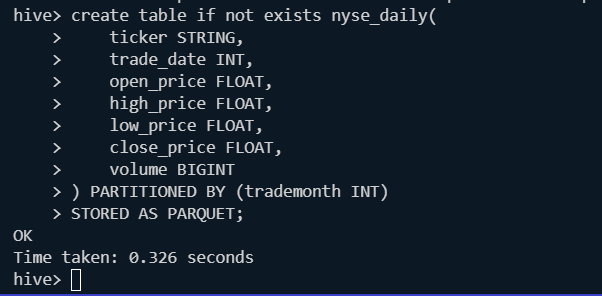 hive> create table if not exists nyse_daily(
    >     ticker STRING,
    >     trade_date INT,
    >     open_price FLOAT,
    >     high_price FLOAT,
    >     low_price FLOAT,
    >     close_price FLOAT,
    >     volume BIGINT
    > ) PARTITIONED BY (trademonth INT)
    > STORED AS PARQUET;
OK
Time taken: 0.326 seconds
hive>